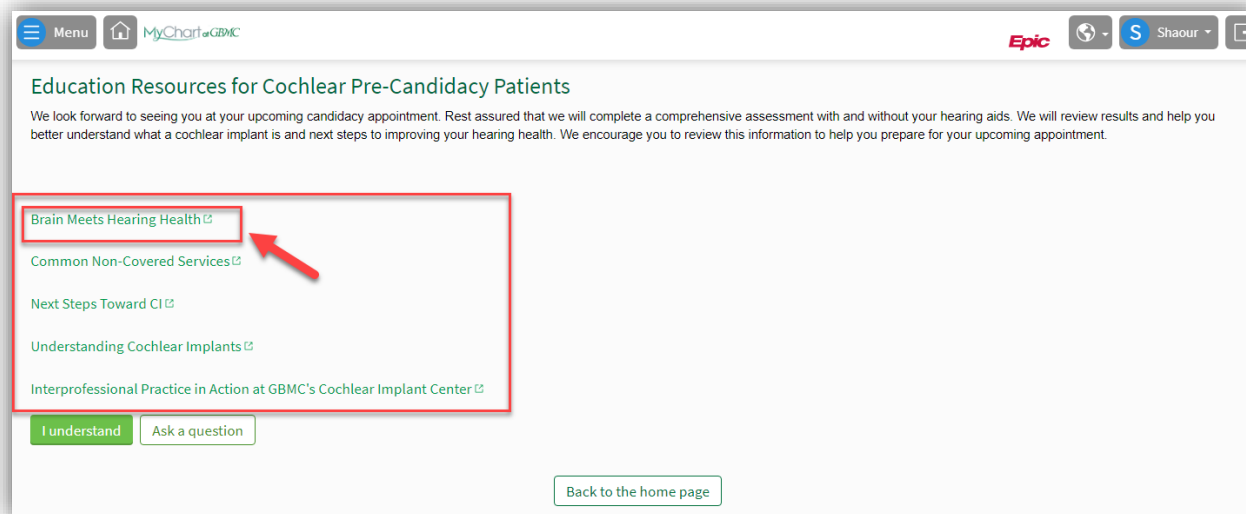 Menu
MyChart at GBMC
Epic
S Shaour
Education Resources for Cochlear Pre-Candidacy Patients
We look forward to seeing you at your upcoming candidacy appointment. Rest assured that we will complete a comprehensive assessment with and without your hearing aids. We will review results and help you
better understand what a cochlear implant is and next steps to improving your hearing health. We encourage you to review this information to help you prepare for your upcoming appointment.
Brain Meets Hearing Health
Common Non-Covered Services
Next Steps Toward CI
Understanding Cochlear Implants
Interprofessional Practice in Action at GBMC's Cochlear Implant Center
I understand
Ask a question
Back to the home page